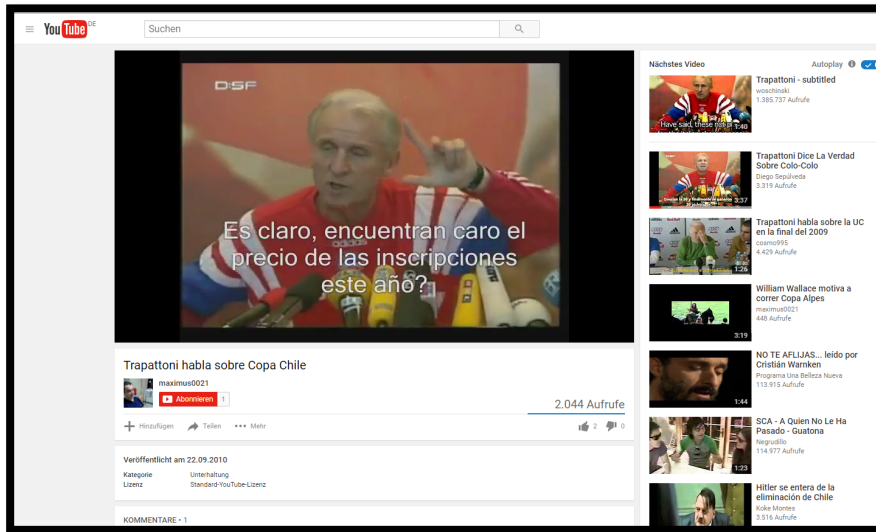 YouTube DE
Suchen
D:SF
Es claro, encuentran caro el
precio de las inscripciones
este año?
Trapattoni habla sobre Copa Chile
maximus0021
Abonnieren 1
2.044 Aufrufe
Hinzufügen Teilen Mehr
2 0
Veröffentlicht am 22.09.2010
Kategorie Unterhaltung
Lizenz Standard-YouTube-Lizenz
KOMMENTARE • 1
Nächstes Video Autoplay
Trapattoni - subtitled
woschinski
1.385.737 Aufrufe
Have said, these not
1:40
Trapattoni Dice La Verdad
Sobre Colo-Colo
Diego Sepúlveda
3.319 Aufrufe
3:37
Trapattoni habla sobre la UC
en la final del 2009
cosmo995
4.429 Aufrufe
1:26
William Wallace motiva a
correr Copa Alpes
maximus0021
448 Aufrufe
3:19
NO TE AFLIJAS... leído por
Cristián Warnken
Programa Una Belleza Nueva
113.915 Aufrufe
1:44
SCA - A Quien No Le Ha
Pasado - Guatona
Negrudillo
114.977 Aufrufe
1:23
Hitler se entera de la
eliminación de Chile
Koke Montes
3.516 Aufrufe